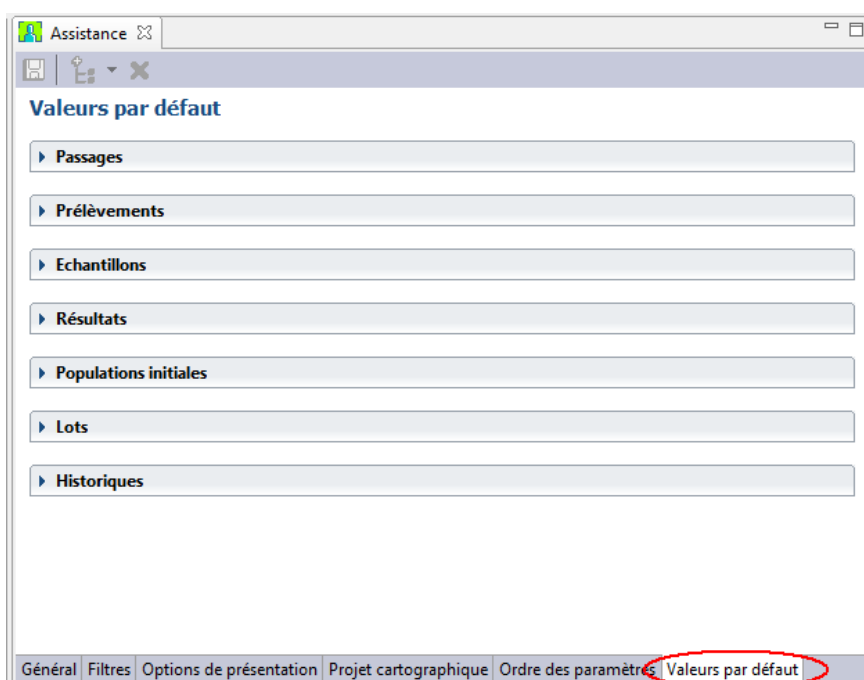 Assistance
Valeurs par défaut
Passages
Prélèvements
Echantillons
Résultats
Populations initiales
Lots
Historiques
Général Filtres Options de présentation Projet cartographique Ordre des paramètres Valeurs par défaut